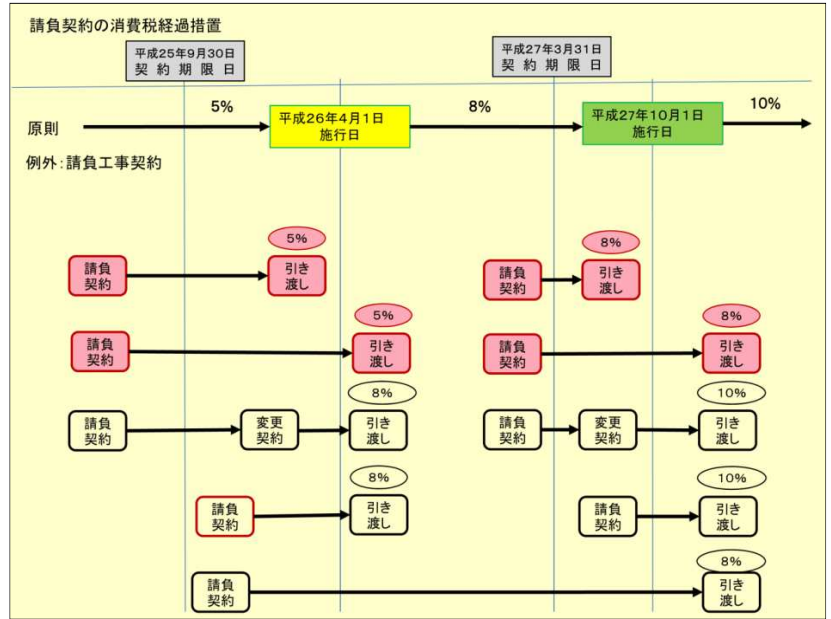 請負契約の消費税経過措置
平成25年9月30日
契約期限日
平成27年3月31日
契約期限日
5%
8%
10%
原則
平成26年4月1日
施行日
平成27年10月1日
施行日
例外:請負工事契約
5%
8%
請負
契約
引き
渡し
請負
契約
引き
渡し
5%
8%
請負
契約
引き
渡し
請負
契約
引き
渡し
8%
10%
請負
契約
変更
契約
引き
渡し
請負
契約
変更
契約
引き
渡し
8%
10%
請負
契約
引き
渡し
請負
契約
引き
渡し
8%
請負
契約
引き
渡し